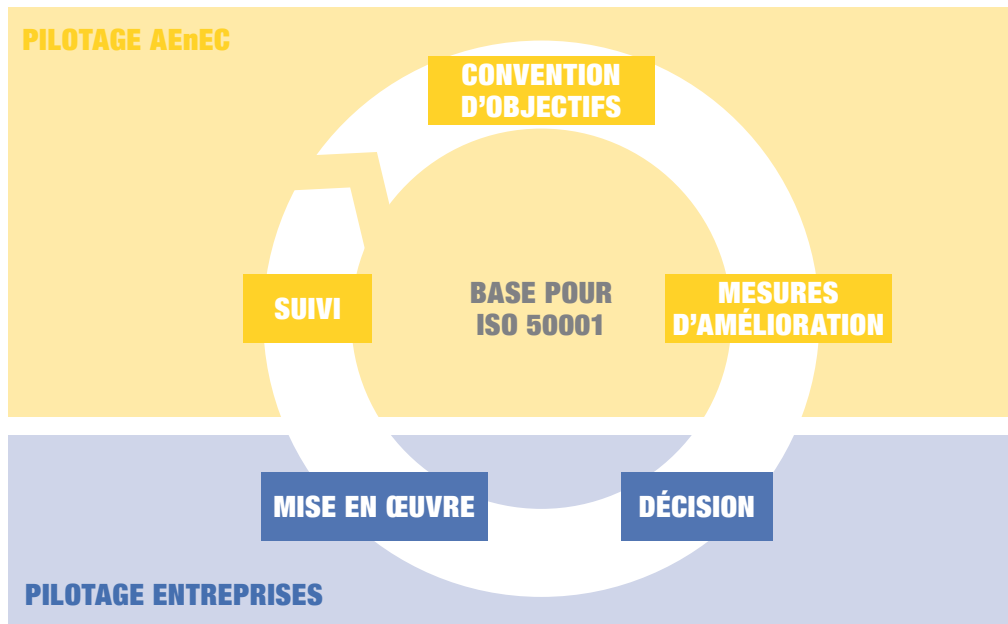 PILOTAGE AEnEC
CONVENTION
D'OBJECTIFS
SUIVI
BASE POUR
ISO 50001
MESURES
D'AMÉLIORATION
MISE EN ŒUVRE
DÉCISION
PILOTAGE ENTREPRISES